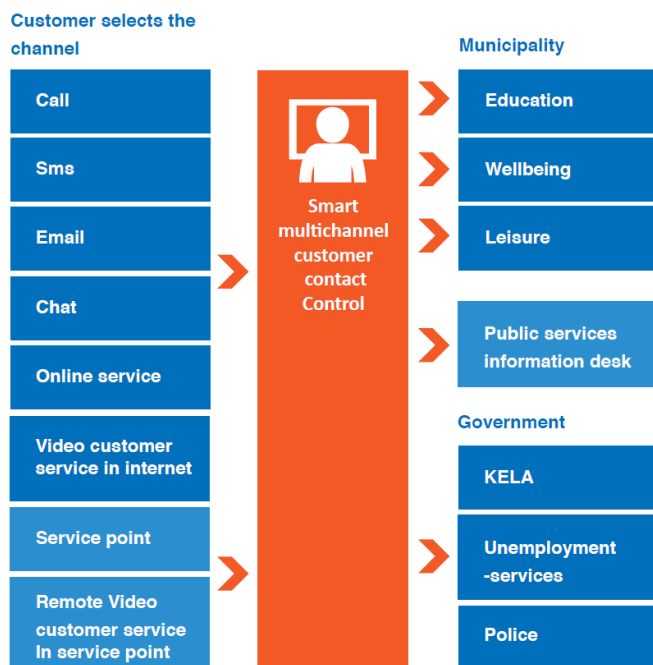 Customer selects the
channel
Call
Sms
Email
Chat
Online service
Video customer
service in internet
Service point
Remote Video
customer service
In service point
Smart
multichannel
customer
contact
Control
Municipality
Education
Wellbeing
Leisure
Public services
information desk
Government
KELA
Unemployment
-services
Police